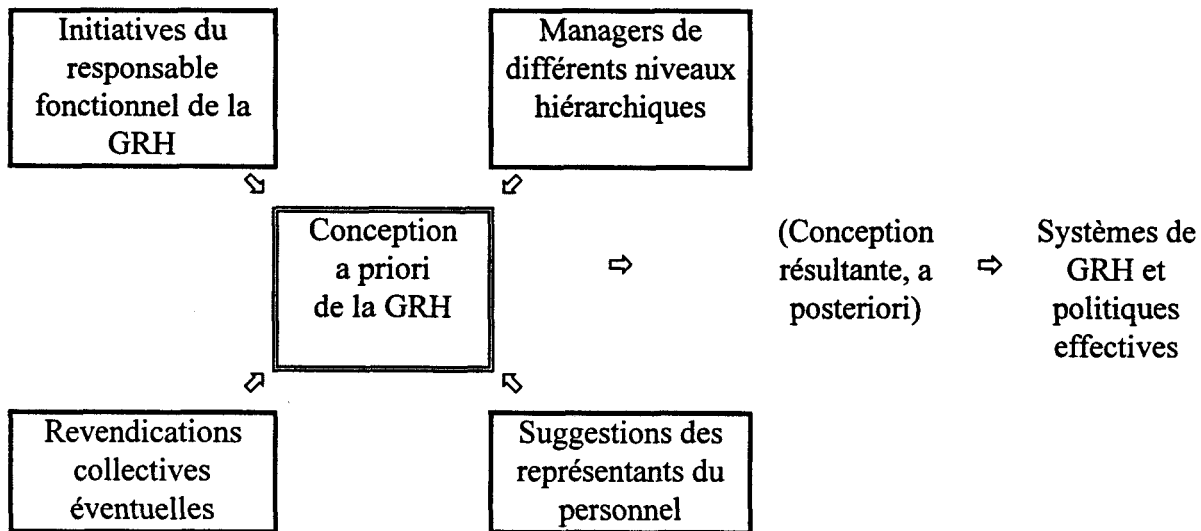 Initiatives du
responsable
fonctionnel de la
GRH
Managers de
différents niveaux
hiérarchiques
Conception
a priori
de la GRH
(Conception
résultante, a
posteriori)
Systèmes de
GRH et
politiques
effectives
Revendications
collectives
éventuelles
Suggestions des
représentants du
personnel